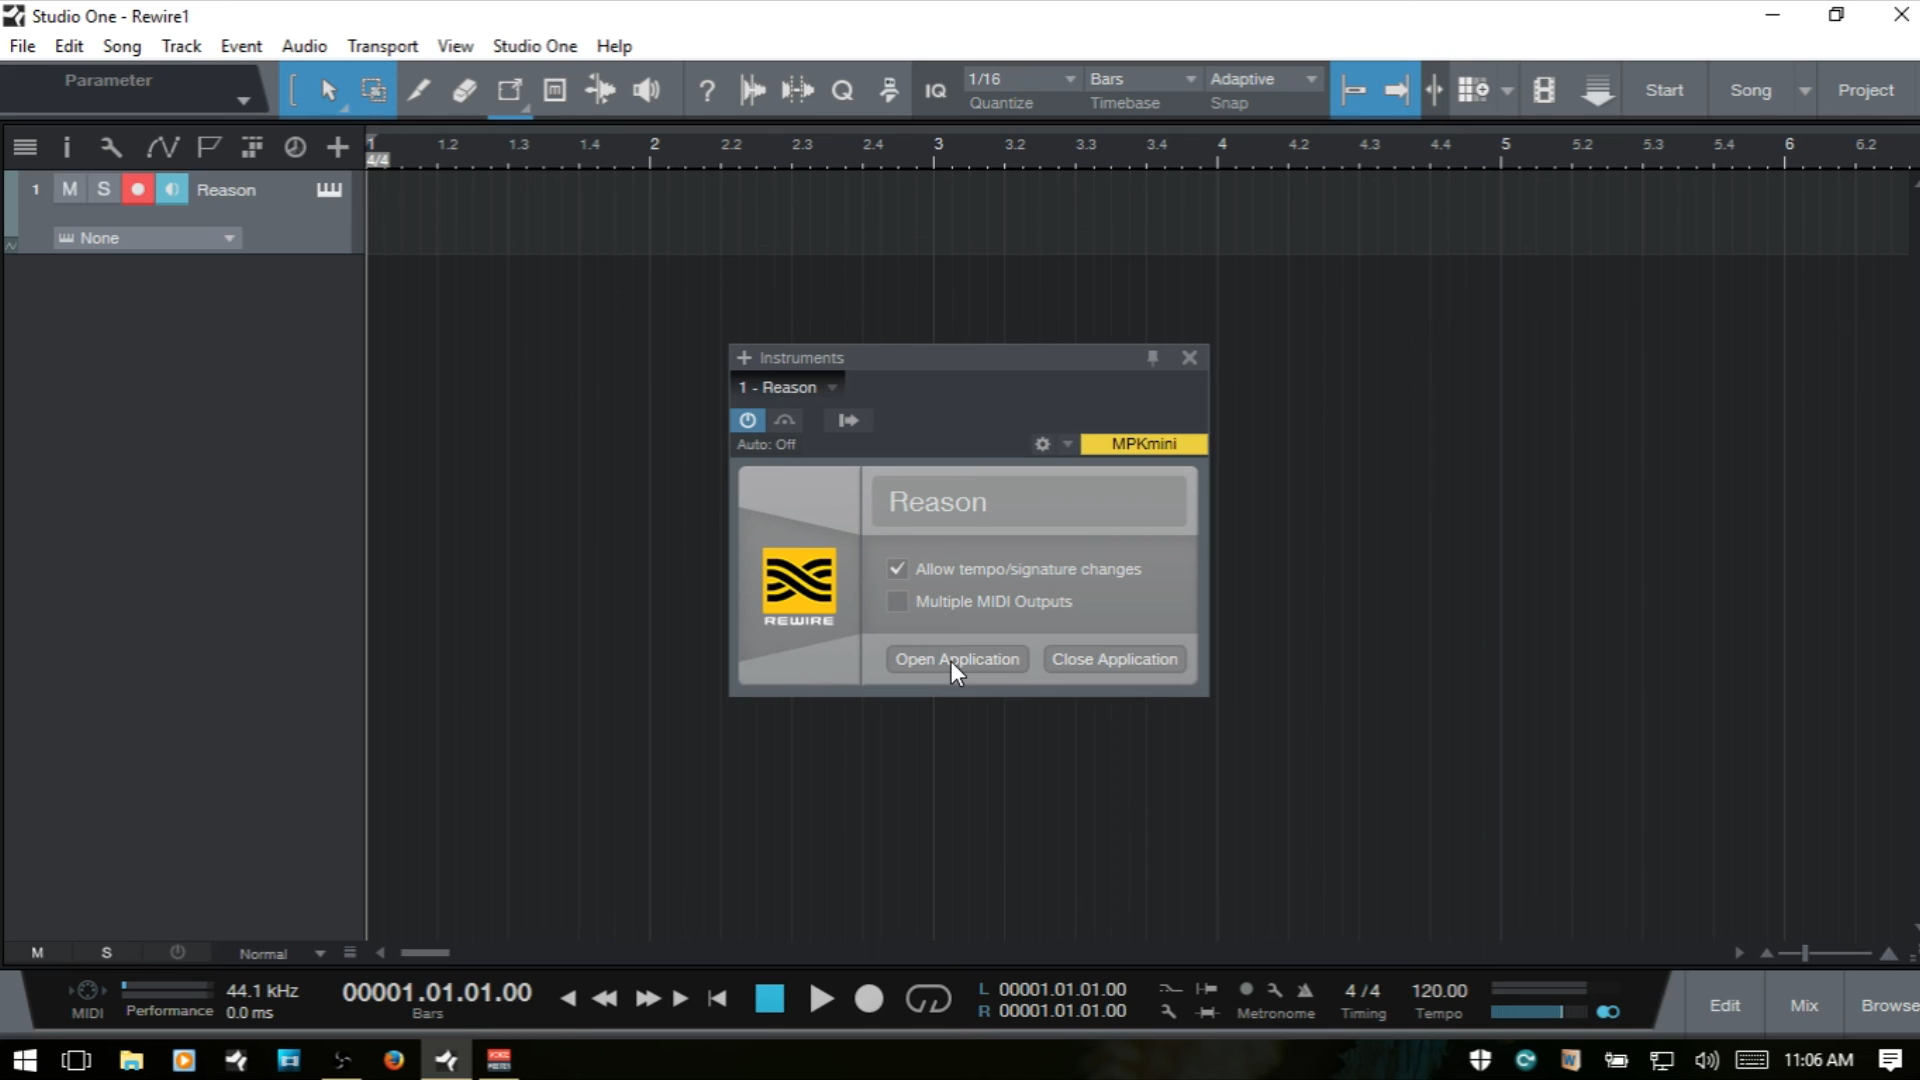 Studio One - Rewire1
File Edit Song Track Event Audio Transport View Studio One Help
Parameter
? Q IQ 1/16 Bars Adaptive Start Song Project
Quantize Timebase Snap
i 1 1.2 1.3 1.4 2 2.2 2.3 2.4 3 3.2 3.3 3.4 4 4.2 4.3 4.4 5 5.2 5.3 5.4 6 6.2
4/4
1 M S Reason
None
+ Instruments
1 - Reason
Auto: Off MPKmini
Reason
Allow tempo/signature changes
REWIRE Multiple MIDI Outputs
Open Application Close Application
M S Normal
44.1 kHz 00001.01.01.00 L 00001.01.01.00 4 / 4 120.00
MIDI Performance 0.0 ms Bars R 00001.01.01.00 Metronome Timing Tempo Edit Mix Browse
11:06 AM